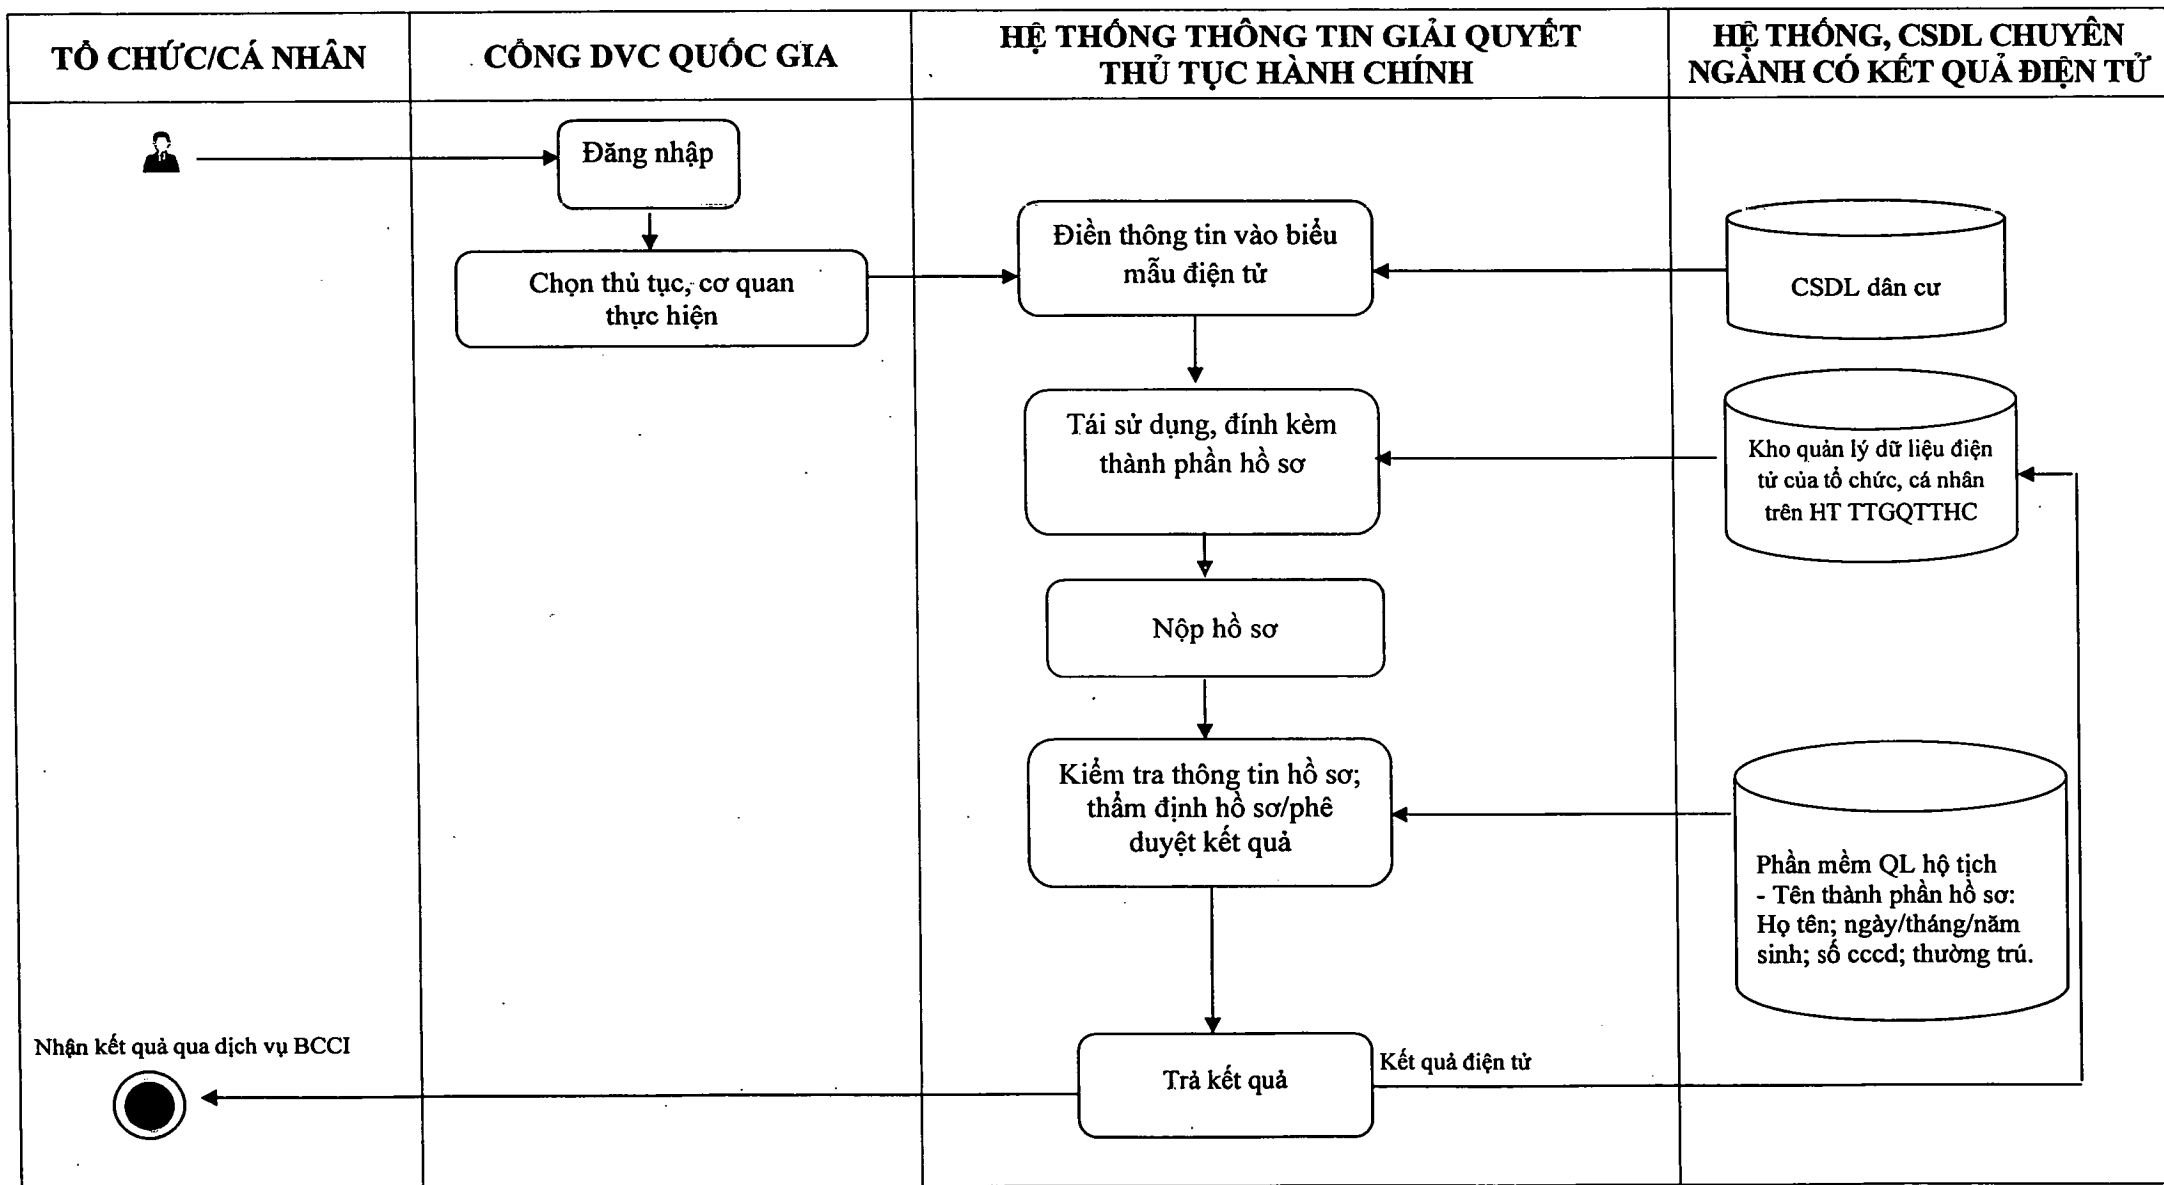 TỔ CHỨC/CÁ NHÂN
CỔNG DVC QUỐC GIA
HỆ THỐNG THÔNG TIN GIẢI QUYẾT
THỦ TỤC HÀNH CHÍNH
HỆ THỐNG, CSDL CHUYÊN
NGÀNH CÓ KẾT QUẢ ĐIỆN TỬ
Đăng nhập
Chọn thủ tục, cơ quan
thực hiện
Điền thông tin vào biểu
mẫu điện tử
CSDL dân cư
Tái sử dụng, đính kèm
thành phần hồ sơ
Kho quản lý dữ liệu điện
tử của tổ chức, cá nhân
trên HT TTGQTTHC
Nộp hồ sơ
Kiểm tra thông tin hồ sơ;
thẩm định hồ sơ/phê
duyệt kết quả
Phần mềm QL hộ tịch
- Tên thành phần hồ sơ:
Họ tên; ngày/tháng/năm
sinh; số cccd; thường trú.
Nhận kết quả qua dịch vụ BCCI
Trả kết quả
Kết quả điện tử